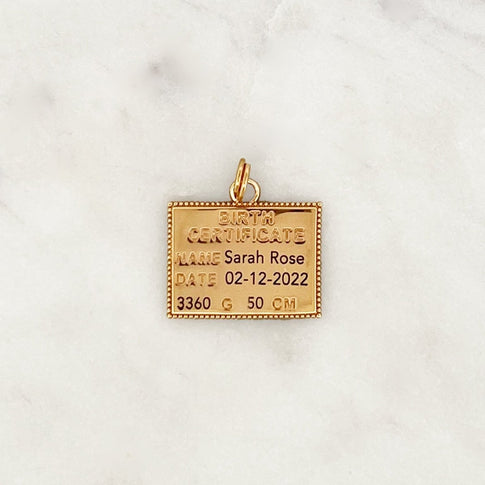 BIRTH
CERTIFICATE
NAME Sarah Rose
DATE 02-12-2022
3360 G 50 CM